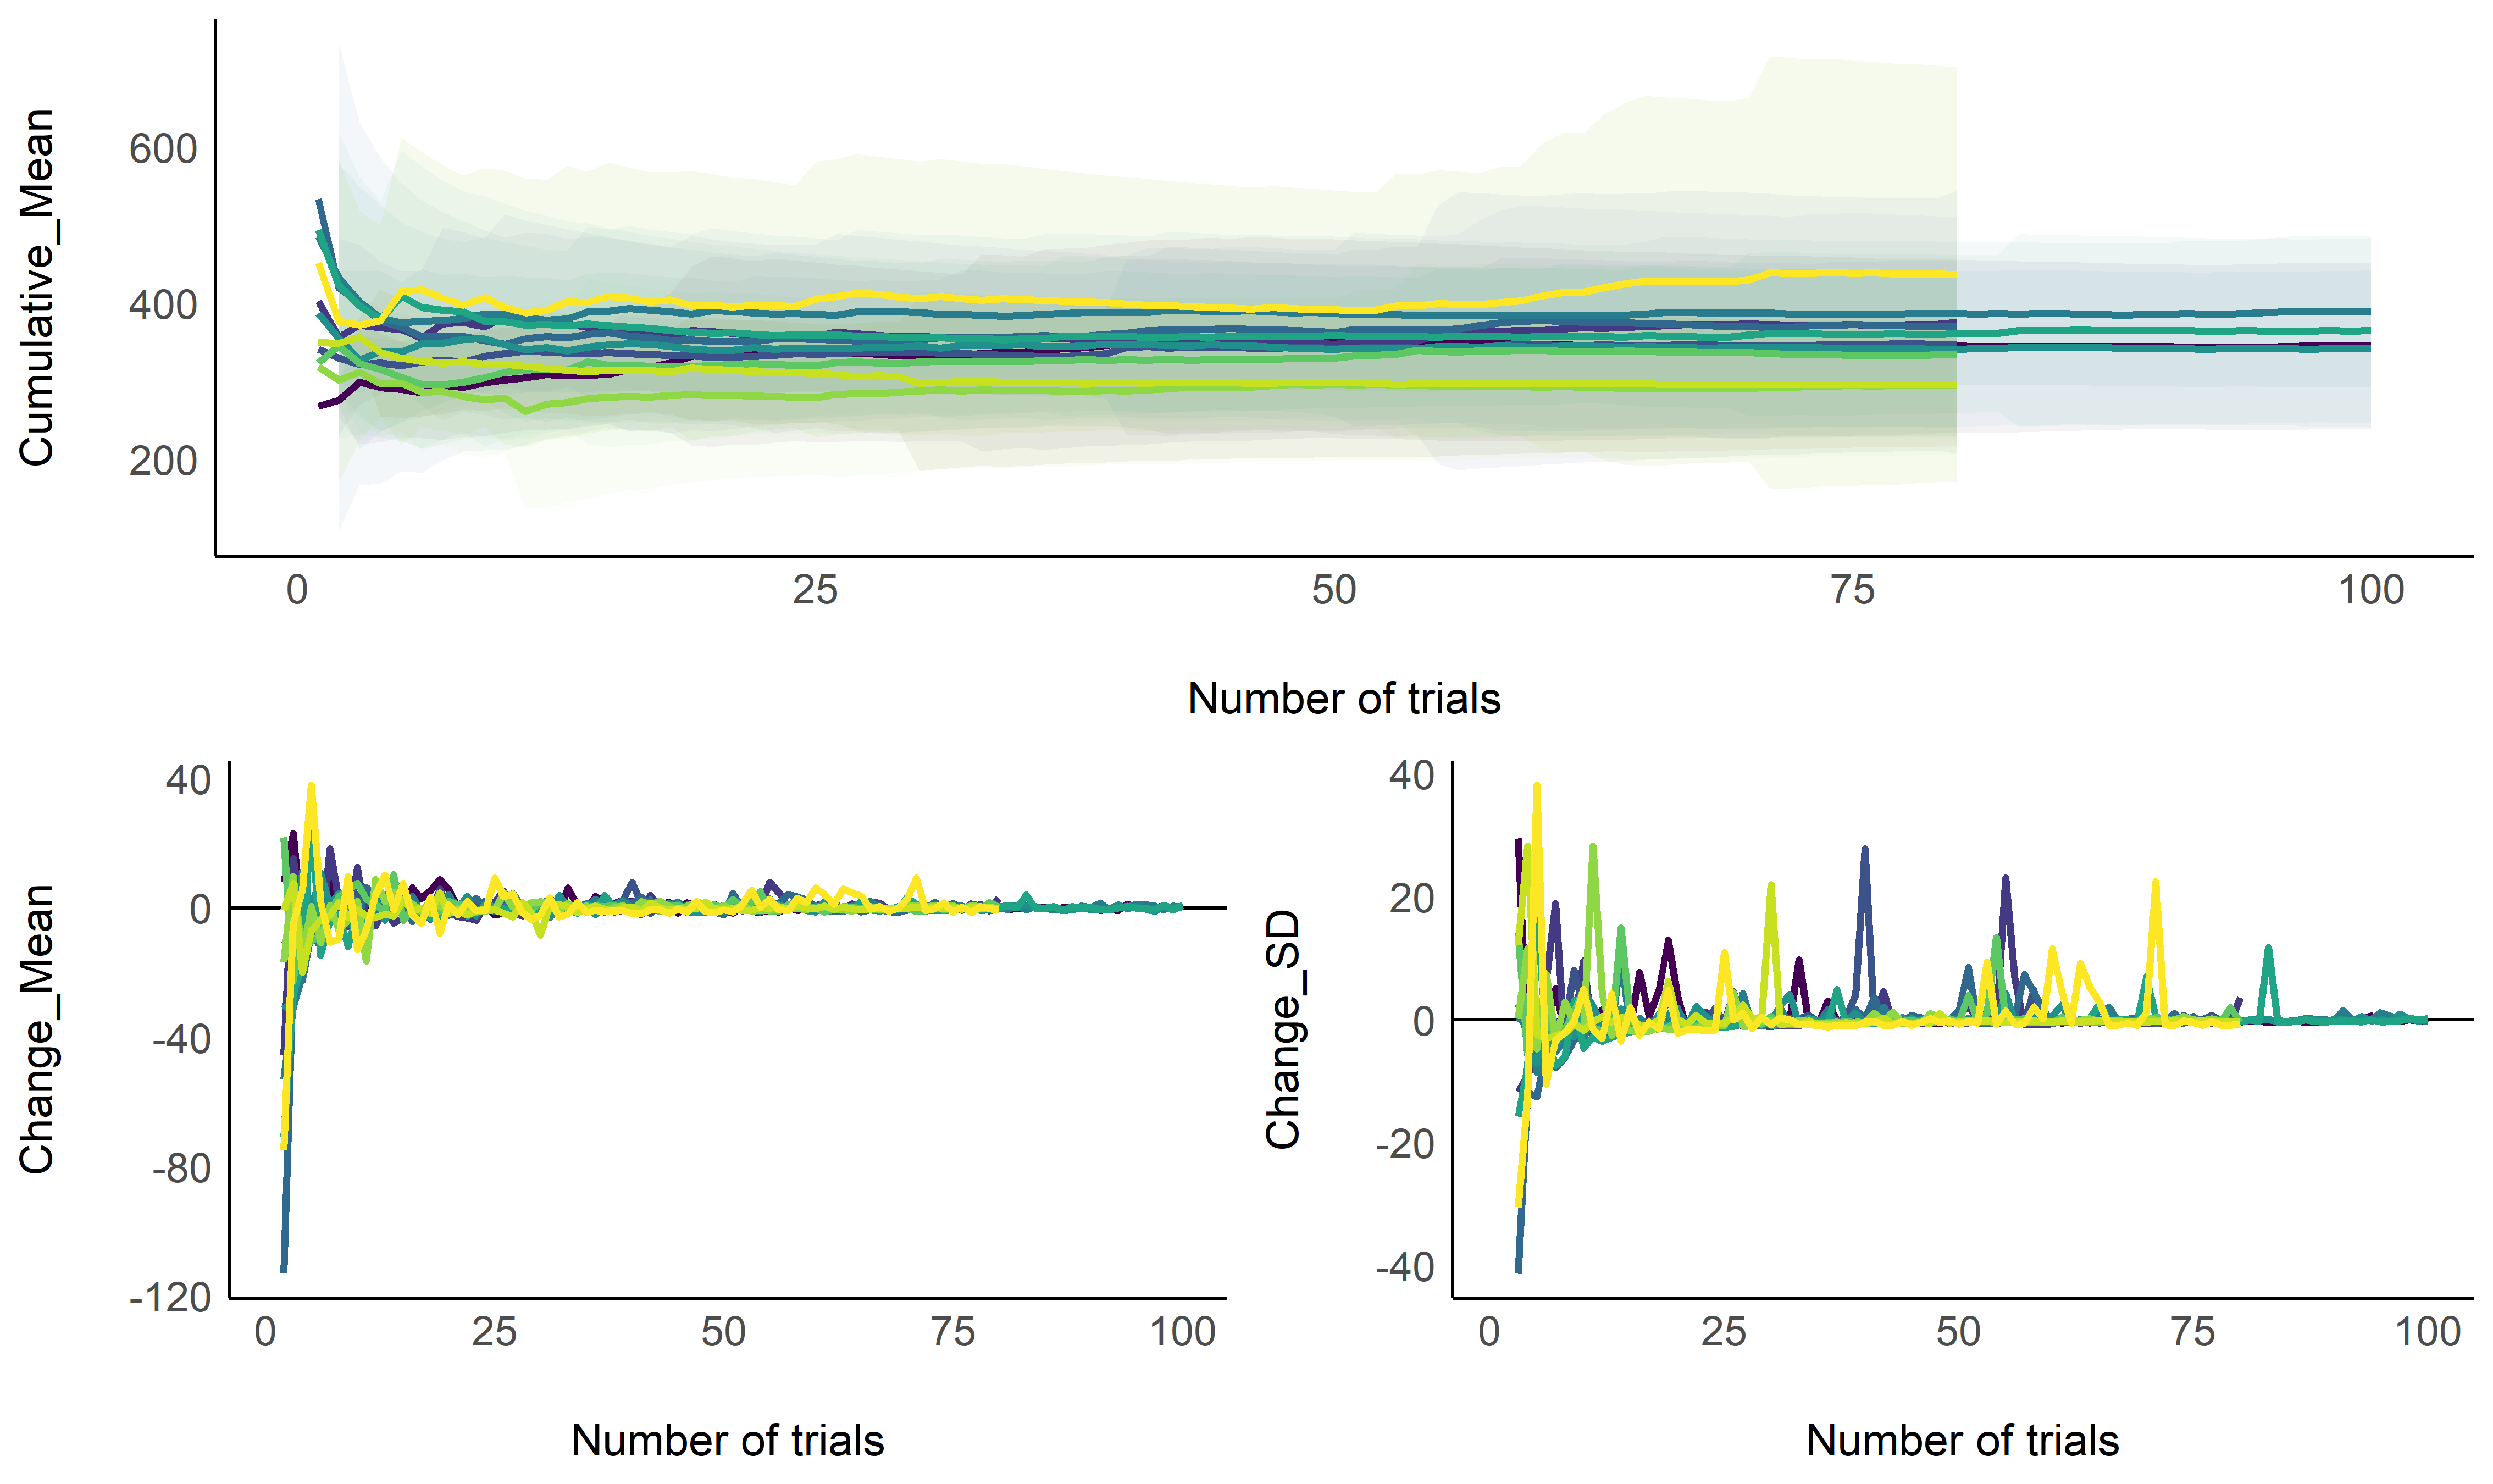 Cumulative_Mean
600
400
200
0 25 50 75 100
Number of trials
Change_Mean
40
0
-40
-80
-120
0 25 50 75 100
Number of trials
Change_SD
40
20
0
-20
-40
0 25 50 75 100
Number of trials